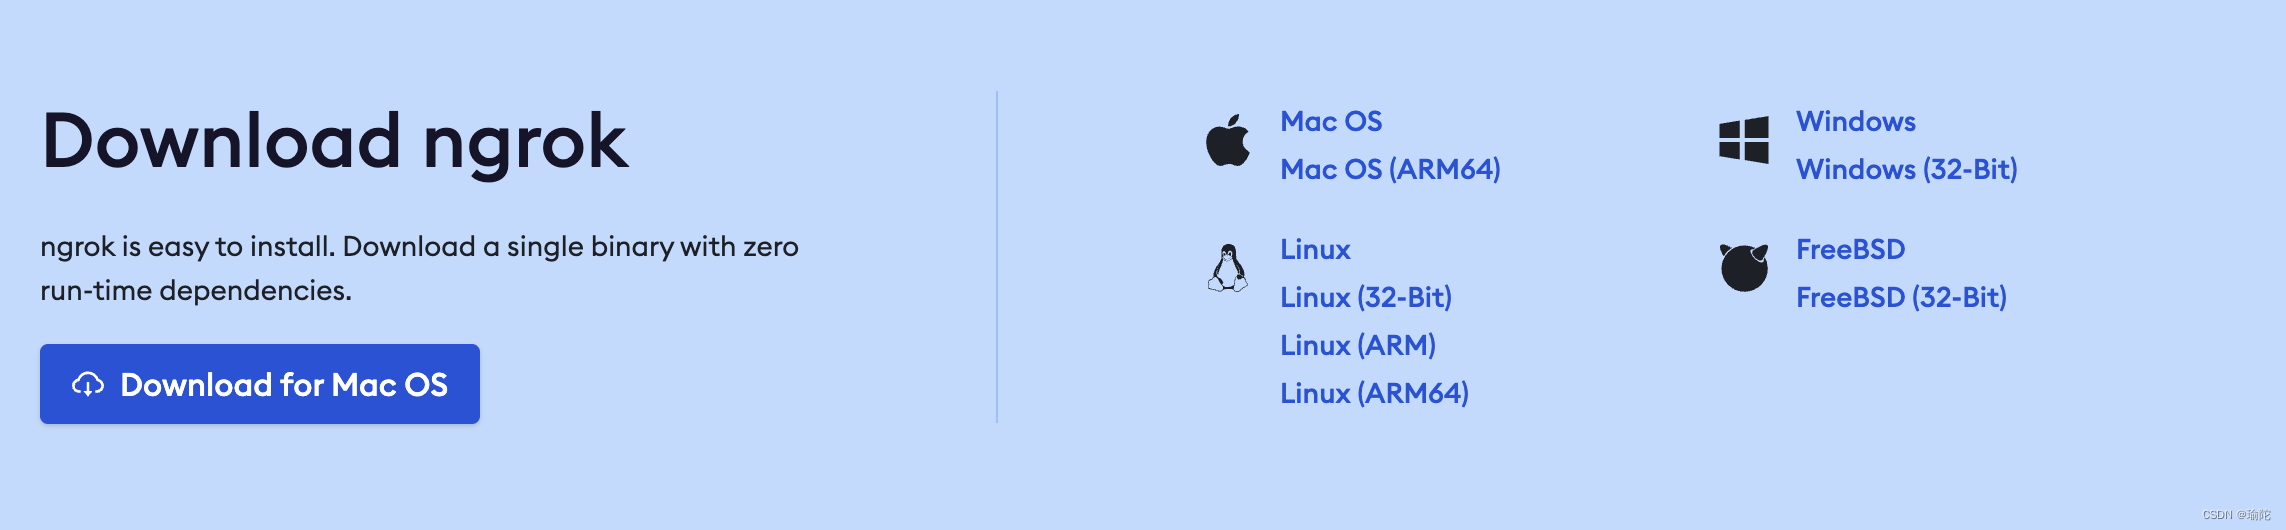 Download ngrok
ngrok is easy to install. Download a single binary with zero
run-time dependencies.
Download for Mac OS
Mac OS
Mac OS (ARM64)
Linux
Linux (32-Bit)
Linux (ARM)
Linux (ARM64)
Windows
Windows (32-Bit)
FreeBSD
FreeBSD (32-Bit)
CSDN @瑜陀